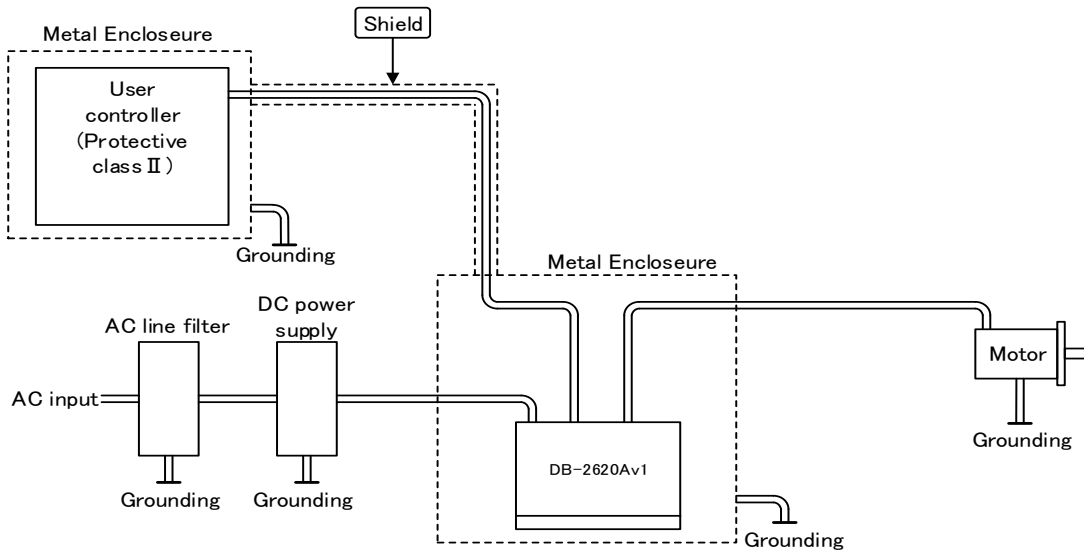 Shield
Metal Encloseure
User
controller
(Protective
class Ⅱ)
Grounding
Metal Encloseure
DC power
supply
AC line filter
AC input
Motor
DB-2620Av1
Grounding
Grounding
Grounding
Grounding